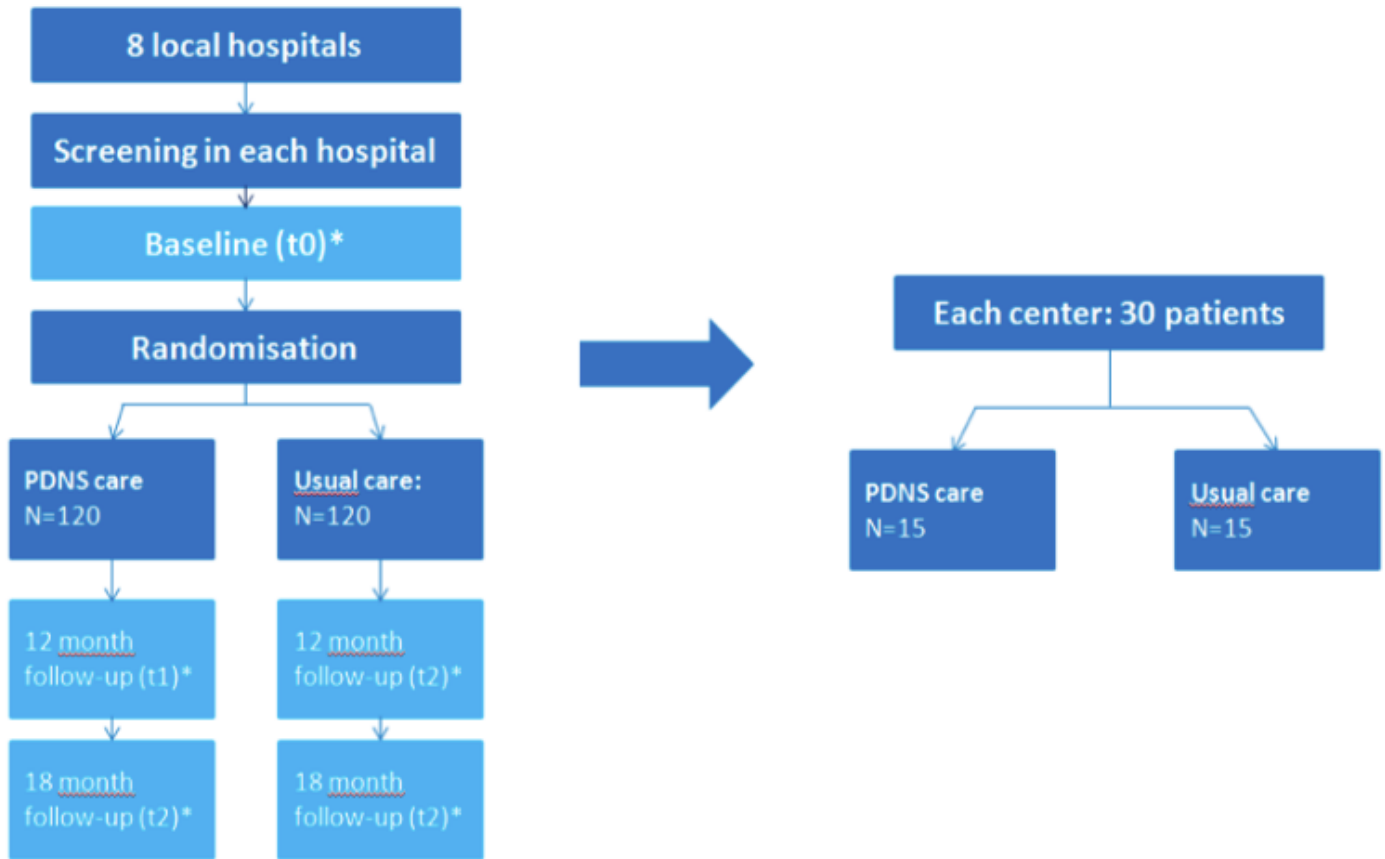 8 local hospitals
Screening in each hospital
Baseline (t0)*
Randomisation
PDNS care
N=120
Usual care:
N=120
12 month
follow-up (t1)*
12 month
follow-up (t2)*
18 month
follow-up (t2)*
18 month
follow-up (t2)*
Each center: 30 patients
PDNS care
N=15
Usual care
N=15